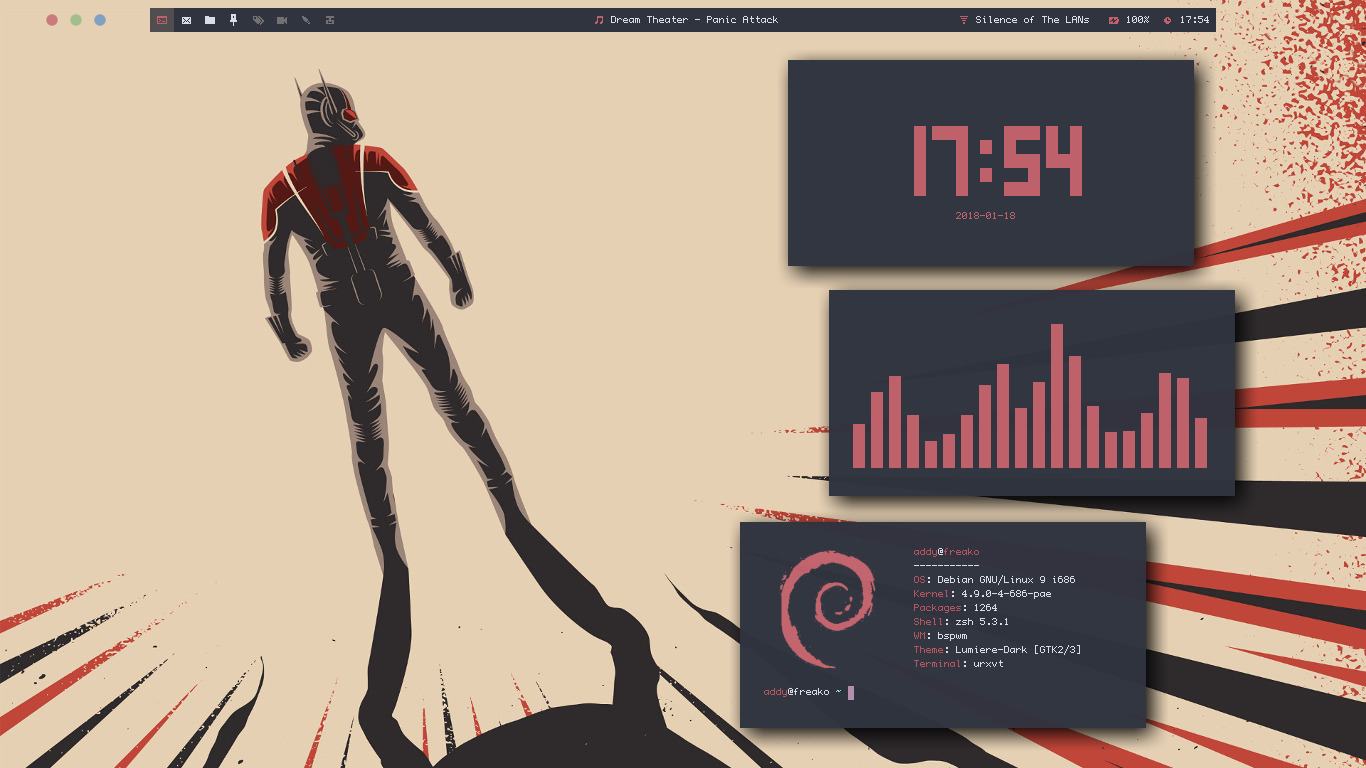 Dream Theater - Panic Attack
Silence of The LANs 100% 17:54
17:54
2018-01-18
addy@freako
-----------
OS: Debian GNU/Linux 9 i686
Kernel: 4.9.0-4-686-pae
Packages: 1264
Shell: zsh 5.3.1
WM: bspwm
Theme: Lumiere-Dark [GTK2/3]
Terminal: urxvt
addy@freako ~